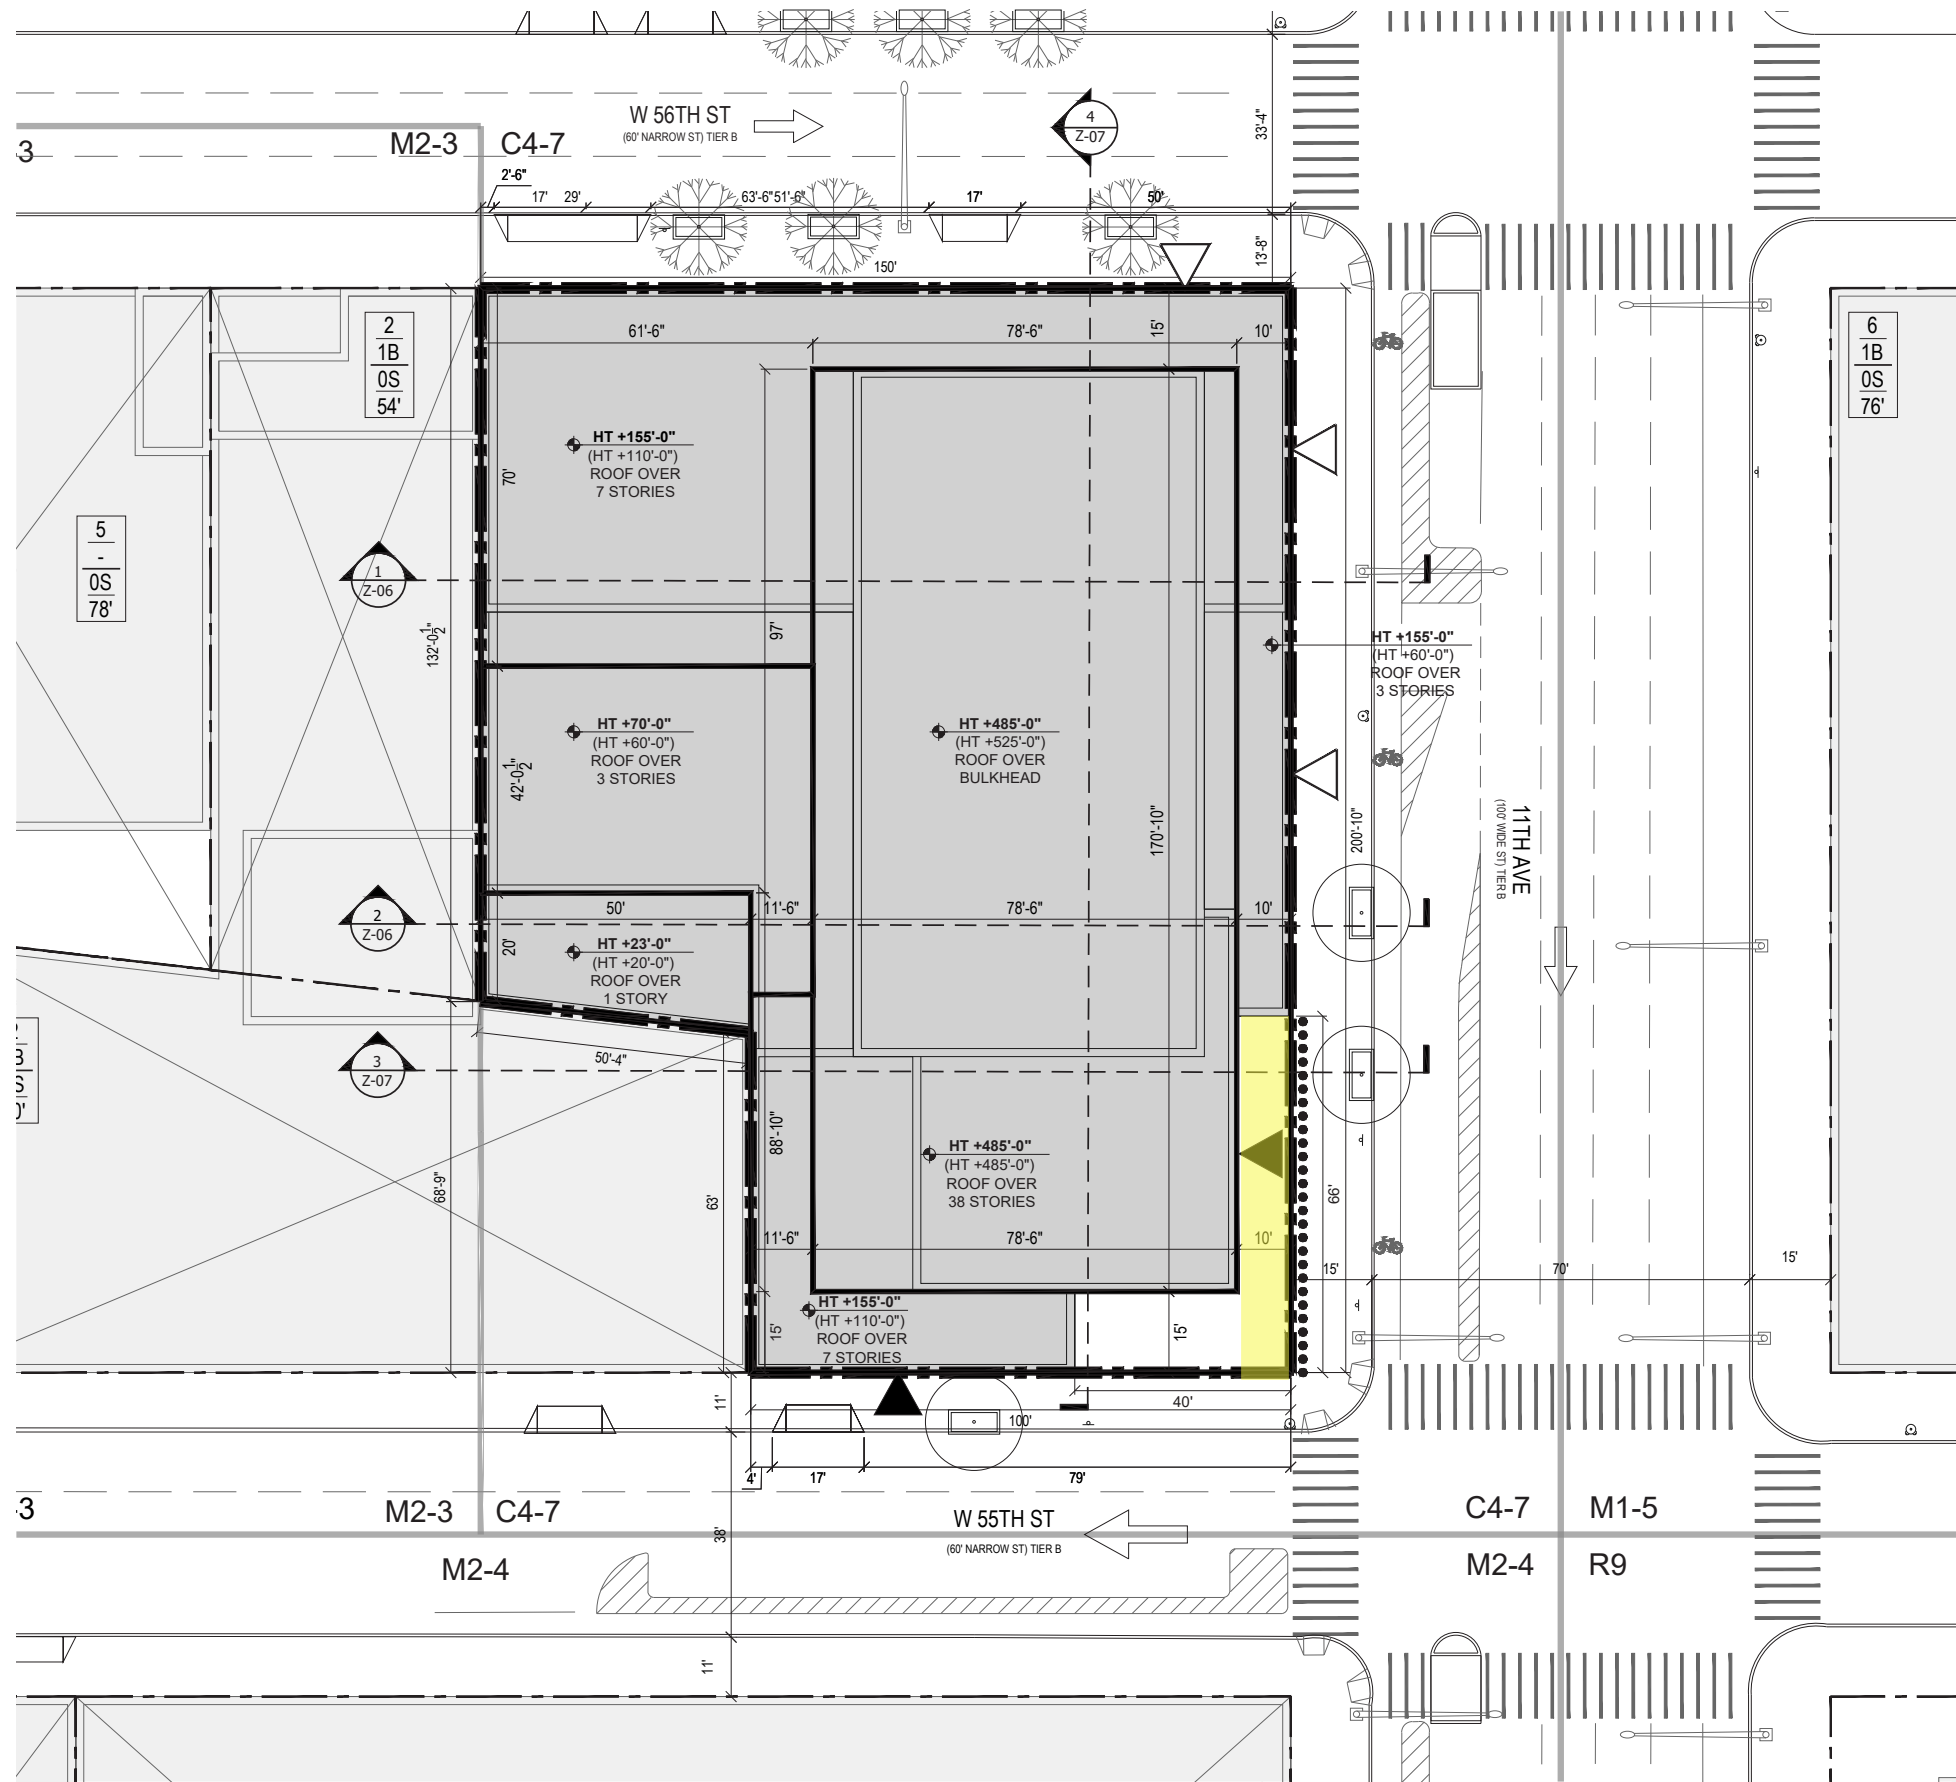 W 56TH ST
(60' NARROW ST) TIER B
4
Z-07
33'-4"
M2-3
C4-7
-3
2'-6"
17'
29'
63'-6"
51'-6"
17'
50'
13'-8"
150'
2
1B
0S
54'
61'-6"
78'-6"
15'
10'
6
1B
0S
76'
HT +155'-0"
(HT +110'-0")
ROOF OVER
7 STORIES
70'
5
-
0S
78'
1
Z-06
132'-0 1/2"
97'
HT +155'-0"
(HT +60'-0")
ROOF OVER
3 STORIES
HT +70'-0"
(HT +60'-0")
ROOF OVER
3 STORIES
42'-0 1/2"
HT +485'-0"
(HT +525'-0")
ROOF OVER
BULKHEAD
170'-10"
200'-10"
11TH AVE
(100' WIDE ST) TIER B
50'
11'-6"
78'-6"
10'
2
Z-06
20'
HT +23'-0"
(HT +20'-0")
ROOF OVER
1 STORY
50'-4"
3
Z-07
B
S
0'
88'-10"
68'-9"
63'
HT +485'-0"
(HT +485'-0")
ROOF OVER
38 STORIES
66'
11'-6"
78'-6"
10'
15'
70'
15'
HT +155'-0"
(HT +110'-0")
ROOF OVER
7 STORIES
15'
15'
11'
40'
100'
4'
17'
79'
-3
M2-3
C4-7
W 55TH ST
(60' NARROW ST) TIER B
38'
C4-7
M1-5
M2-4
M2-4
R9
11'